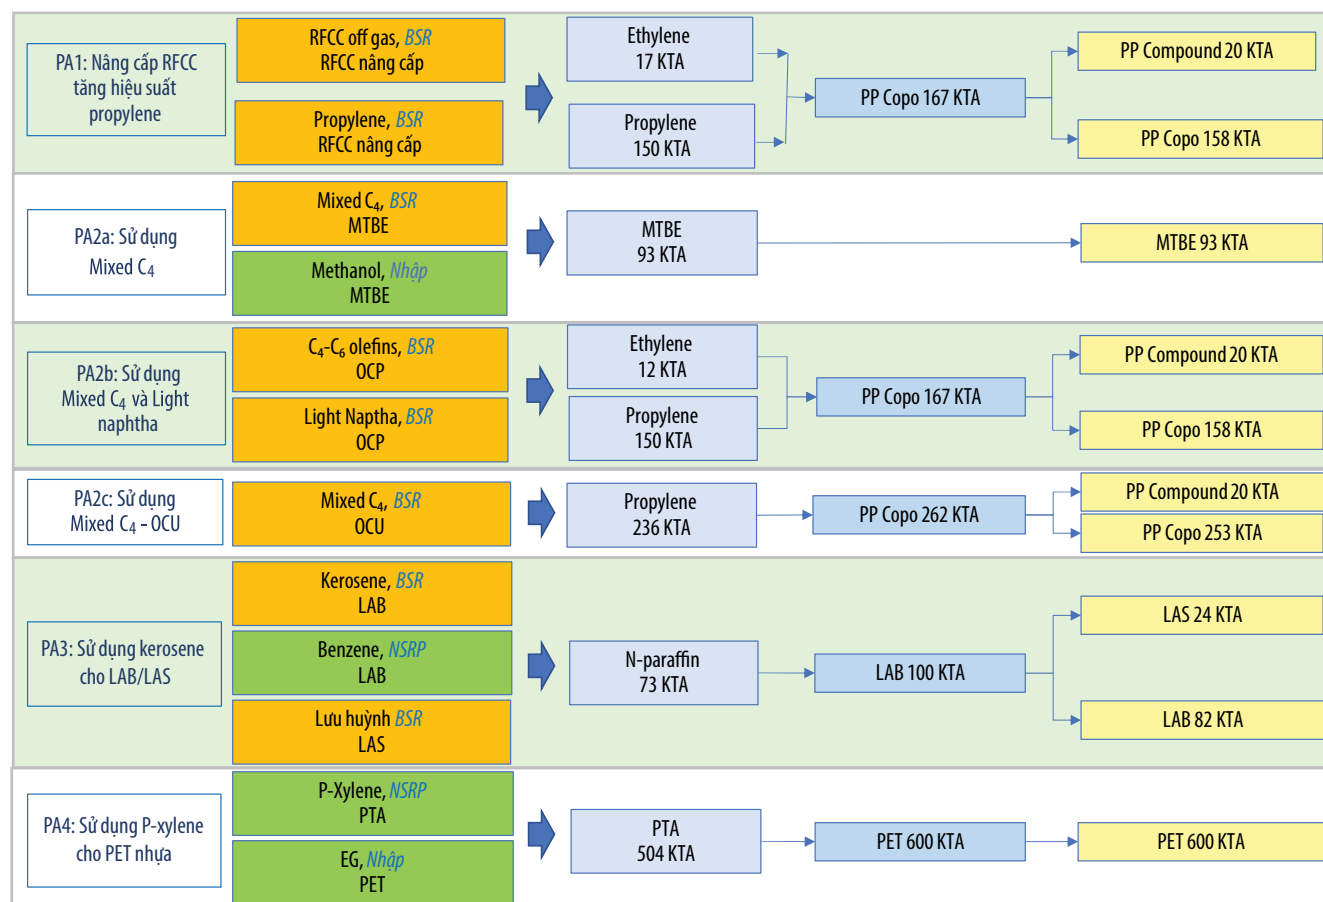 PA1: Nâng cấp RFCC
tăng hiệu suất
propylene
RFCC off gas, BSR
RFCC nâng cấp
Propylene, BSR
RFCC nâng cấp
Ethylene
17 KTA
Propylene
150 KTA
PP Copo 167 KTA
PP Compound 20 KTA
PP Copo 158 KTA
PA2a: Sử dụng
Mixed C₄
Mixed C₄, BSR
MTBE
Methanol, Nhập
MTBE
MTBE
93 KTA
MTBE 93 KTA
PA2b: Sử dụng
Mixed C₄ và Light
naphtha
C₄-C₆ olefins, BSR
OCP
Light Naptha, BSR
OCP
Ethylene
12 KTA
Propylene
150 KTA
PP Copo 167 KTA
PP Compound 20 KTA
PP Copo 158 KTA
PA2c: Sử dụng
Mixed C₄ - OCU
Mixed C₄, BSR
OCU
Propylene
236 KTA
PP Copo 262 KTA
PP Compound 20 KTA
PP Copo 253 KTA
PA3: Sử dụng kerosene
cho LAB/LAS
Kerosene, BSR
LAB
Benzene, NSRP
LAB
Lưu huỳnh BSR
LAS
N-paraffin
73 KTA
LAB 100 KTA
LAS 24 KTA
LAB 82 KTA
PA4: Sử dụng P-xylene
cho PET nhựa
P-Xylene, NSRP
PTA
EG, Nhập
PET
PTA
504 KTA
PET 600 KTA
PET 600 KTA